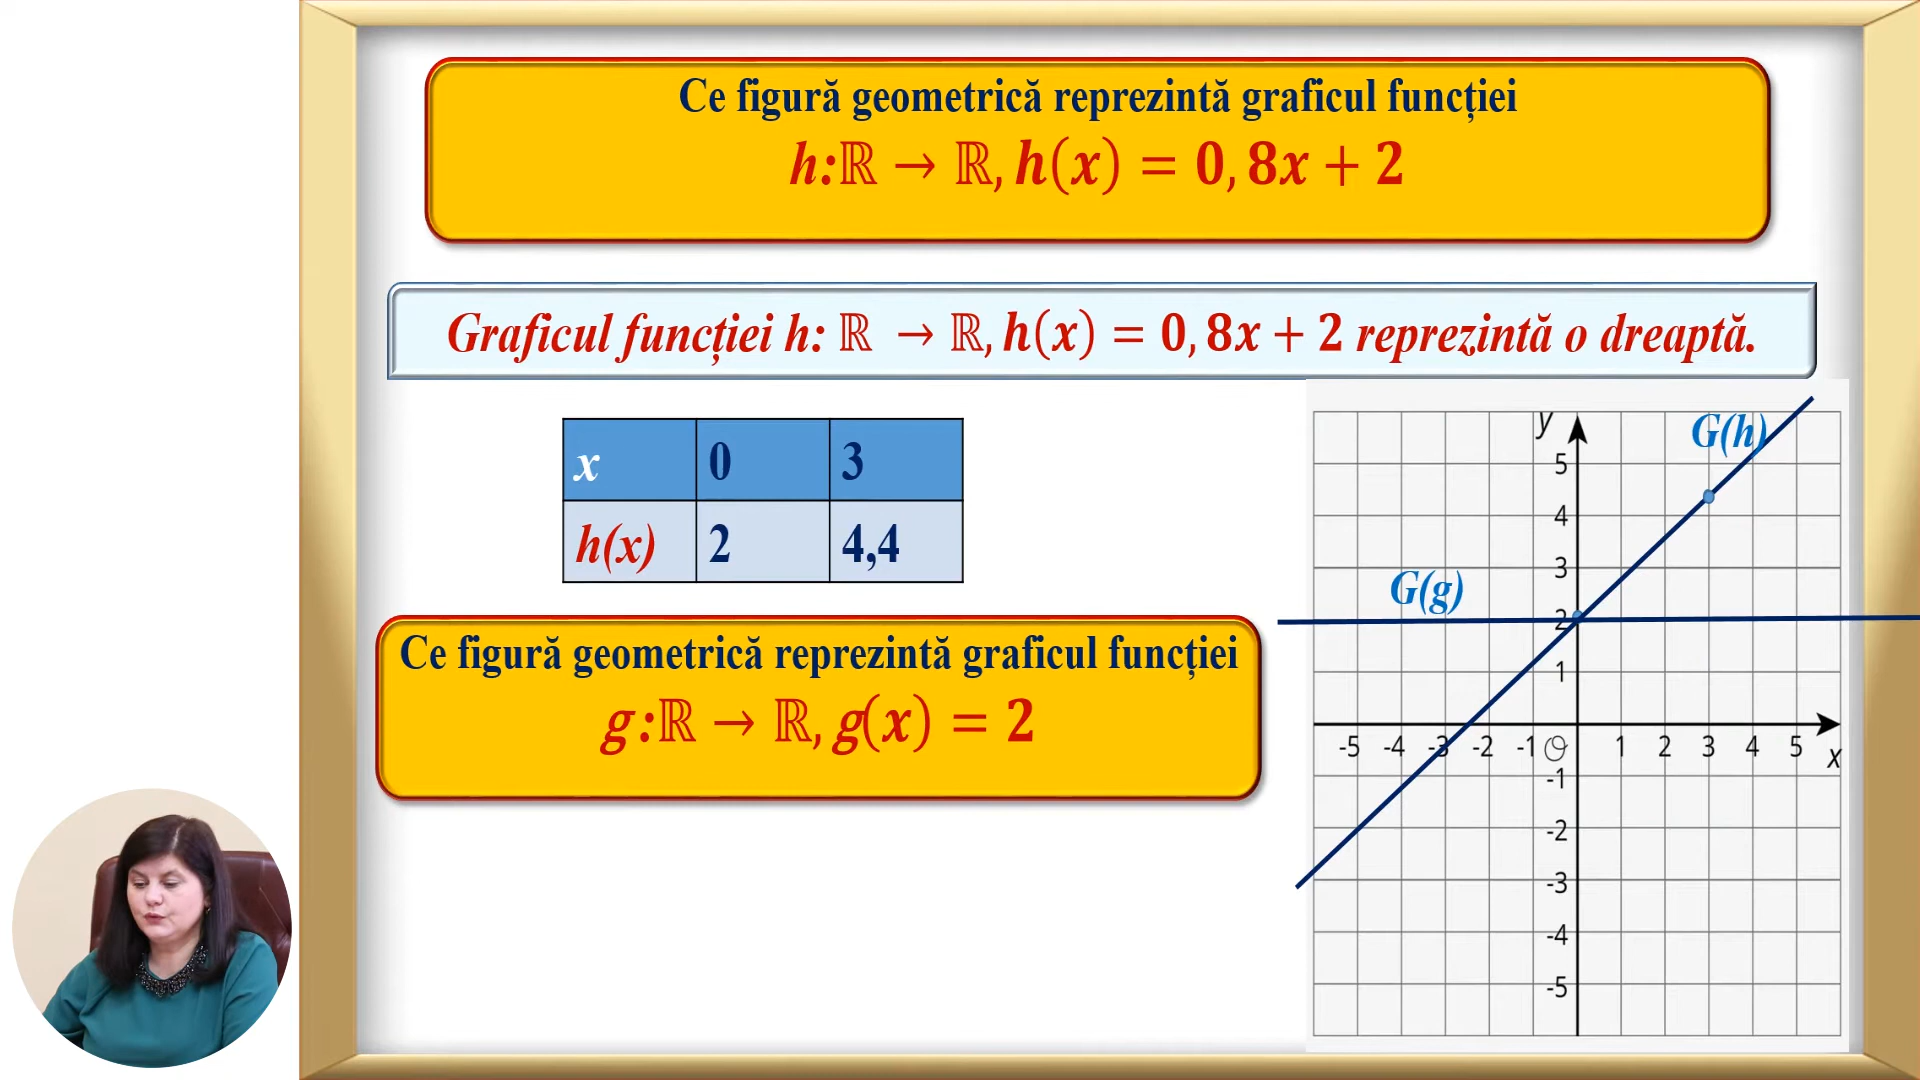 Ce figură geometrică reprezintă graficul funcției
h:ℝ → ℝ, h(x) = 0,8x + 2
Graficul funcției h: ℝ → ℝ, h(x) = 0,8x + 2 reprezintă o dreaptă.
x 0 3
h(x) 2 4,4
Ce figură geometrică reprezintă graficul funcției
g:ℝ → ℝ, g(x) = 2
y
G(h)
5
4
3
G(g)
2
1
-5 -4 -3 -2 -1 O 1 2 3 4 5 x
-1
-2
-3
-4
-5